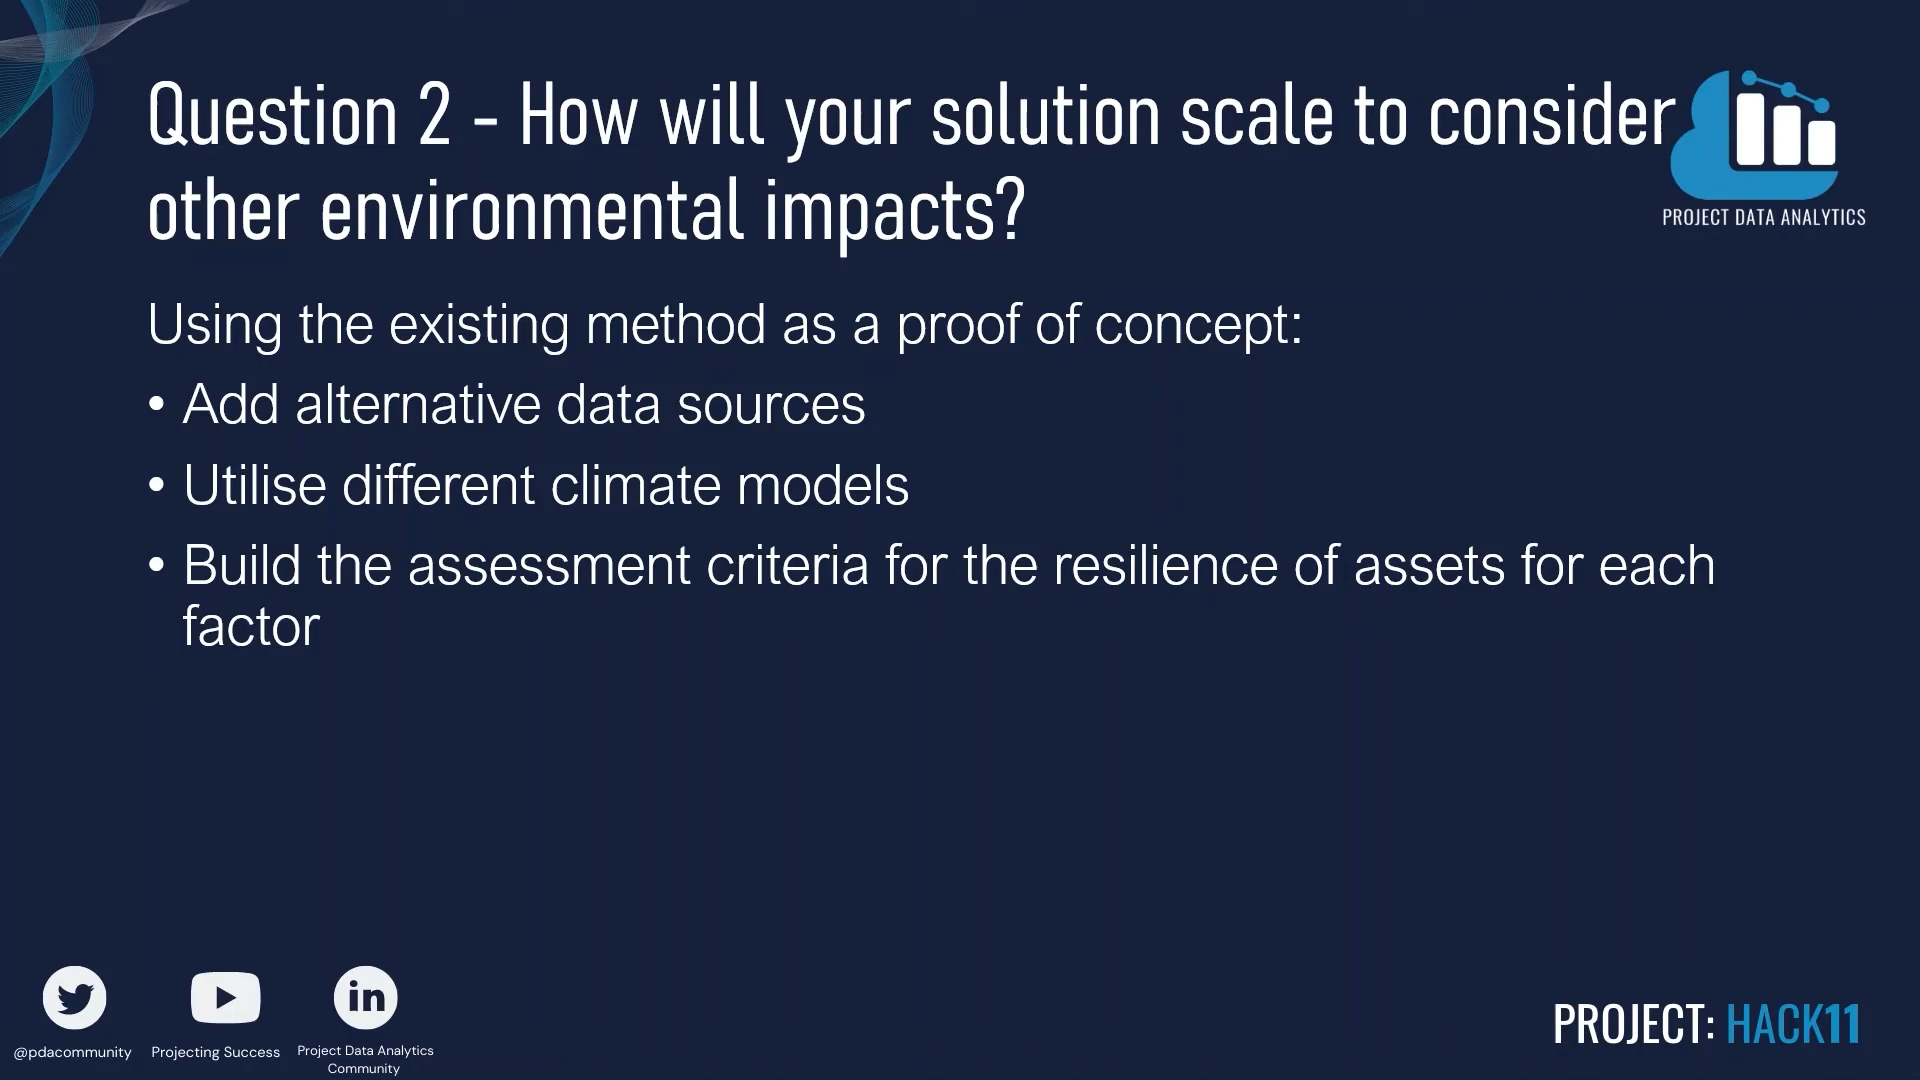 Question 2 - How will your solution scale to consider
other environmental impacts?
PROJECT DATA ANALYTICS
Using the existing method as a proof of concept:
• Add alternative data sources
• Utilise different climate models
• Build the assessment criteria for the resilience of assets for each
factor
in
@pdacommunity
Projecting Success
Project Data Analytics
Community
PROJECT: HACK11